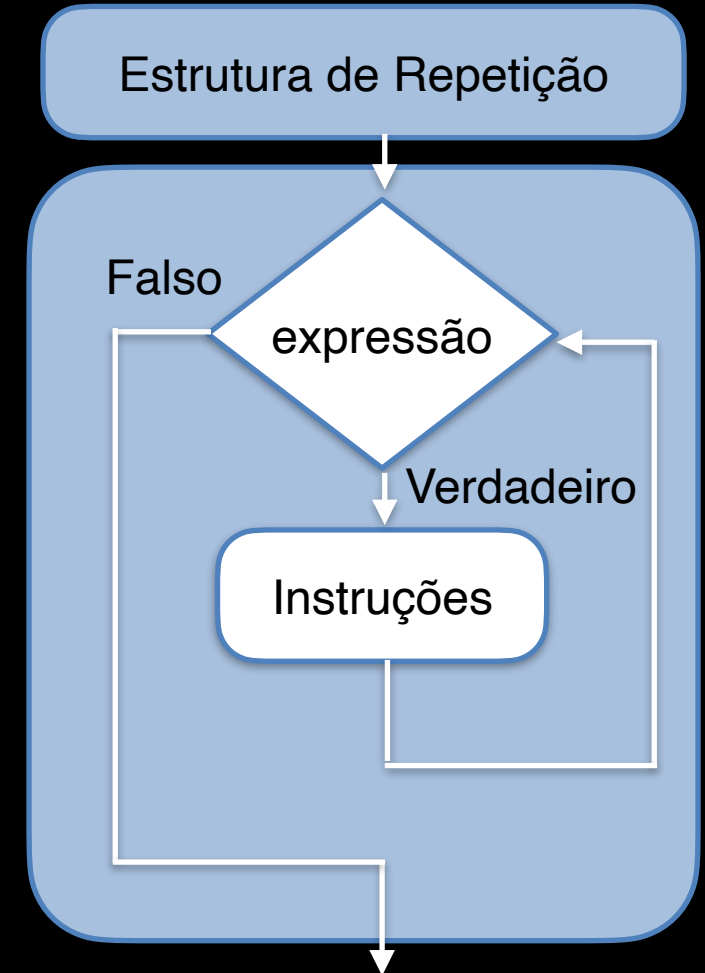 Estrutura de Repetição
Falso
expressão
Verdadeiro
Instruções